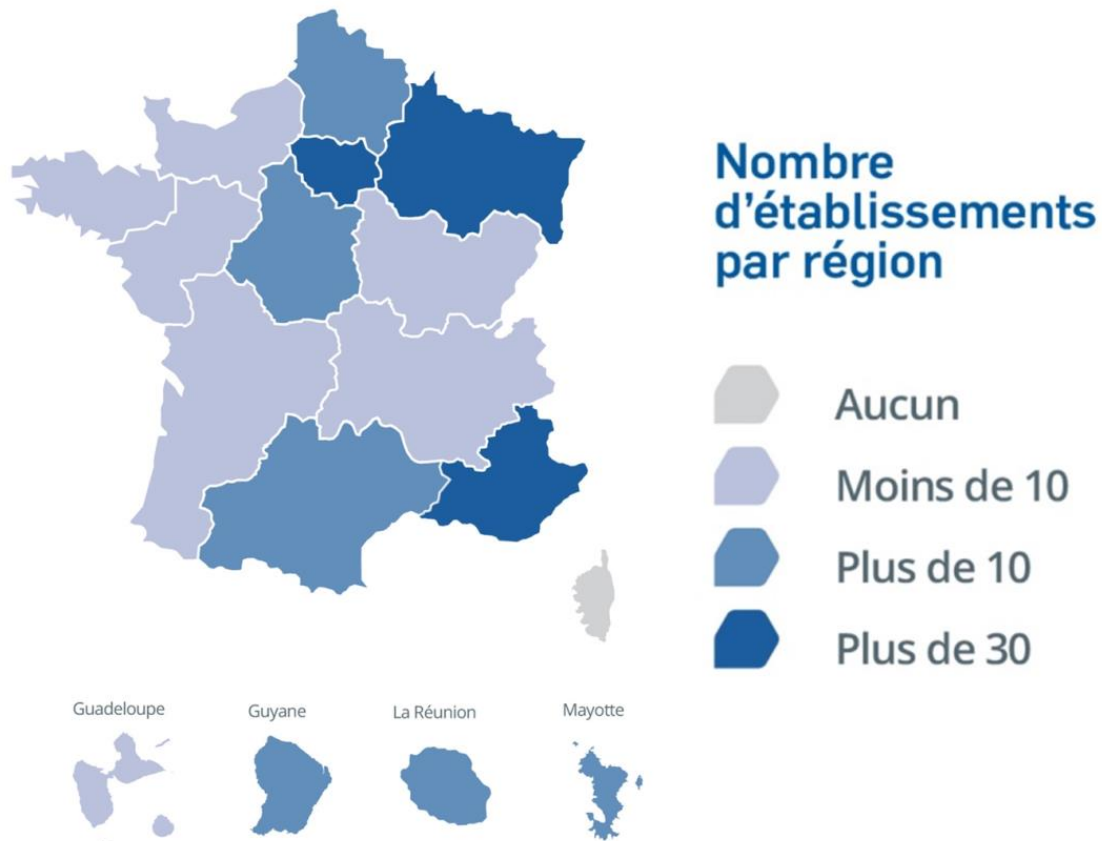 Nombre
d'établissements
par région
Aucun
Moins de 10
Plus de 10
Plus de 30
Guadeloupe
Guyane
La Réunion
Mayotte